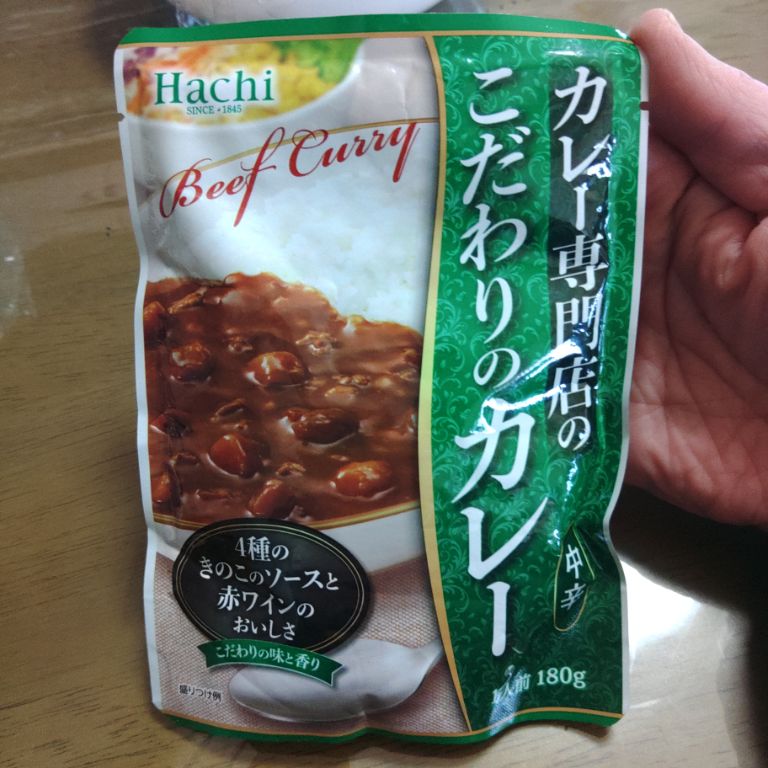 Hachi
SINCE 1845
Beef Curry
カレー専門店の
こだわりのカレー
中辛
4種の
きのこのソースと
赤ワインの
おいしさ
こだわりの味と香り
盛りつけ例
1人前 180g